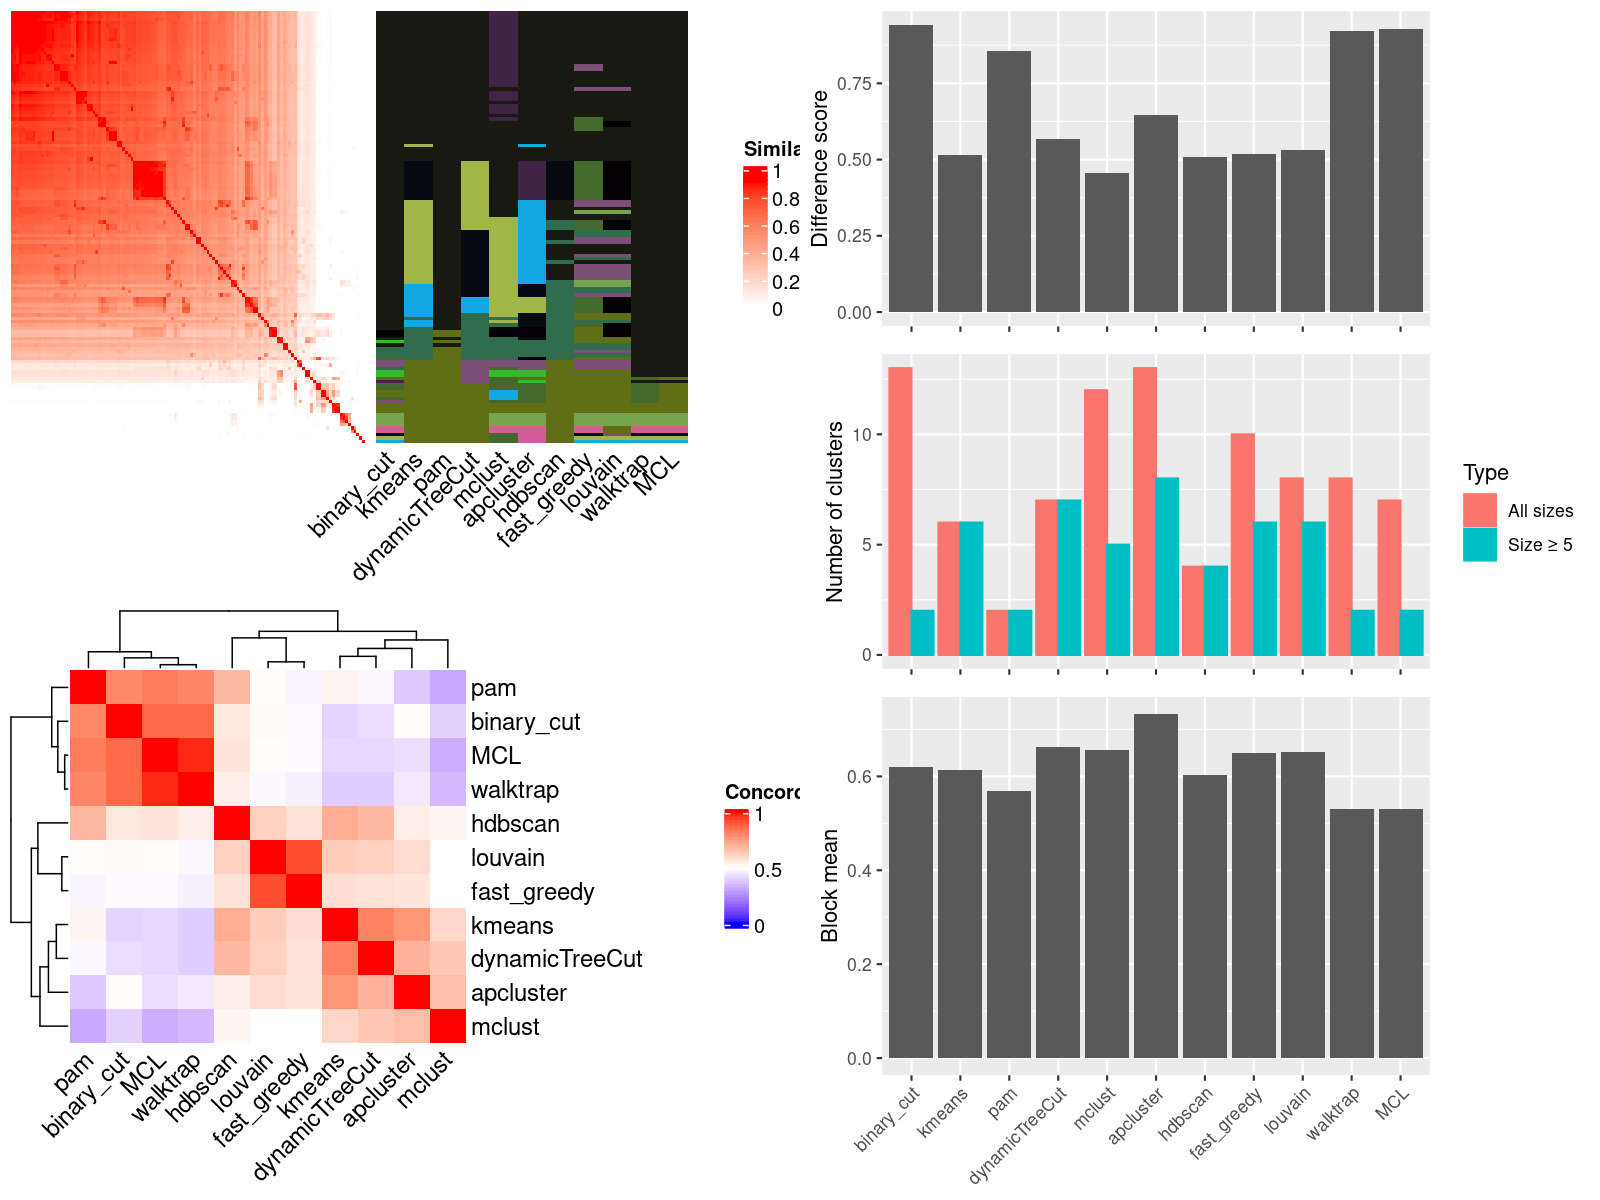 Simila
1
0.8
0.6
0.4
0.2
0
binary_cut
kmeans
pam
dynamicTreeCut
mclust
apcluster
hdbscan
fast_greedy
louvain
walktrap
MCL
Difference score
0.75
0.50
0.25
0.00
Number of clusters
10
5
0
Type
All sizes
Size ≥ 5
pam
binary_cut
MCL
walktrap
hdbscan
louvain
fast_greedy
kmeans
dynamicTreeCut
apcluster
mclust
pam
binary_cut
MCL
walktrap
hdbscan
louvain
fast_greedy
kmeans
dynamicTreeCut
apcluster
mclust
Concord
1
0.5
0
Block mean
0.6
0.4
0.2
0.0
binary_cut
kmeans
pam
dynamicTreeCut
mclust
apcluster
hdbscan
fast_greedy
louvain
walktrap
MCL